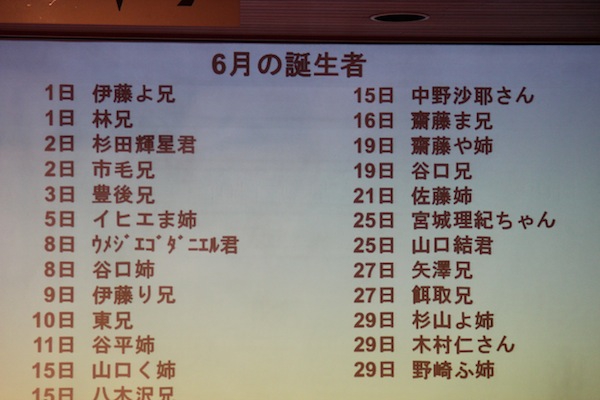 6月の誕生者
1日 伊藤よ兄
1日 林兄
2日 杉田輝星君
2日 市毛兄
3日 豊後兄
5日 イヒエま姉
8日 ｳﾒｼﾞｴｺﾞﾀﾞﾆｴﾙ君
8日 谷口姉
9日 伊藤り兄
10日 東兄
11日 谷平姉
15日 山口く姉
15日 八木沢兄
15日 中野沙耶さん
16日 齋藤ま兄
19日 齋藤や姉
19日 谷口兄
21日 佐藤姉
25日 宮城理紀ちゃん
25日 山口結君
27日 矢澤兄
27日 餌取兄
29日 杉山よ姉
29日 木村仁さん
29日 野崎ふ姉